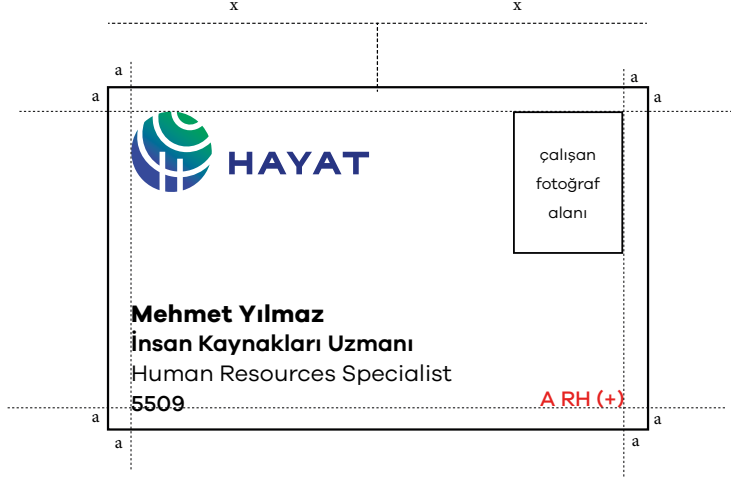 x x
a a
a a
HAYAT
çalışan
fotoğraf
alanı
Mehmet Yılmaz
İnsan Kaynakları Uzmanı
Human Resources Specialist
5509 A RH (+)
a a
a a